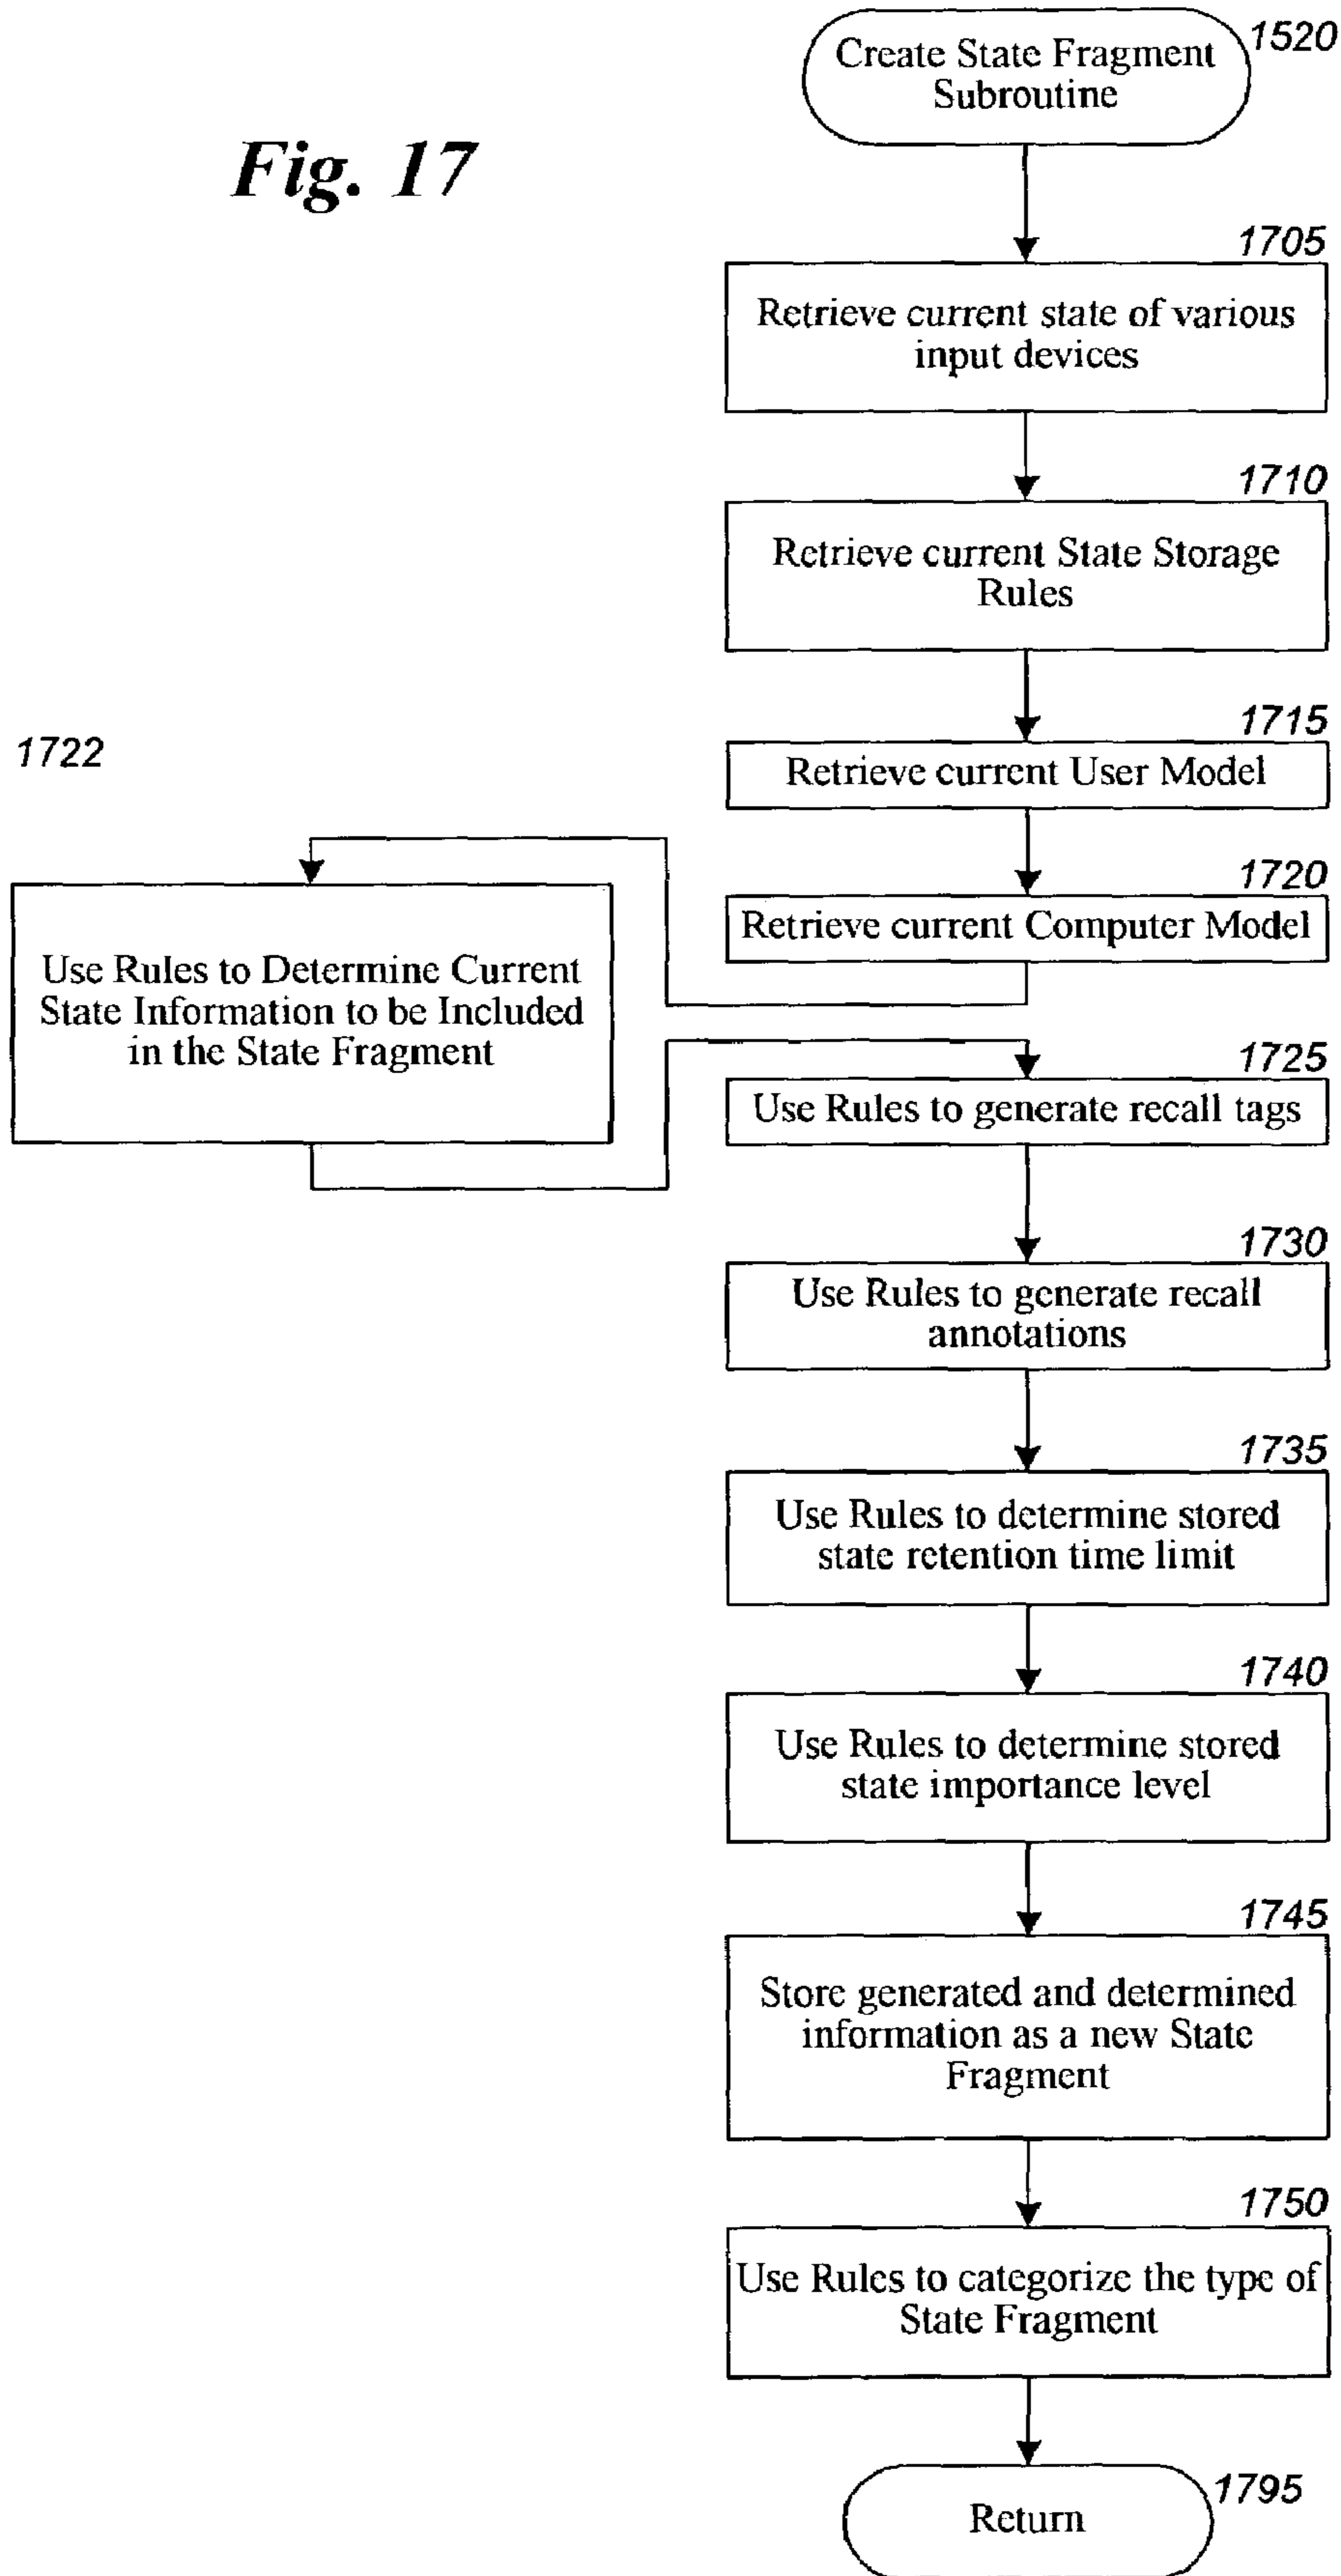 1520
Create State Fragment
Subroutine
Fig. 17
1705
Retrieve current state of various
input devices
1710
Retrieve current State Storage
Rules
1715
Retrieve current User Model
1720
Retrieve current Computer Model
1722
Use Rules to Determine Current
State Information to be Included
in the State Fragment
1725
Use Rules to generate recall tags
1730
Use Rules to generate recall
annotations
1735
Use Rules to determine stored
state retention time limit
1740
Use Rules to determine stored
state importance level
1745
Store generated and determined
information as a new State
Fragment
1750
Use Rules to categorize the type of
State Fragment
1795
Return